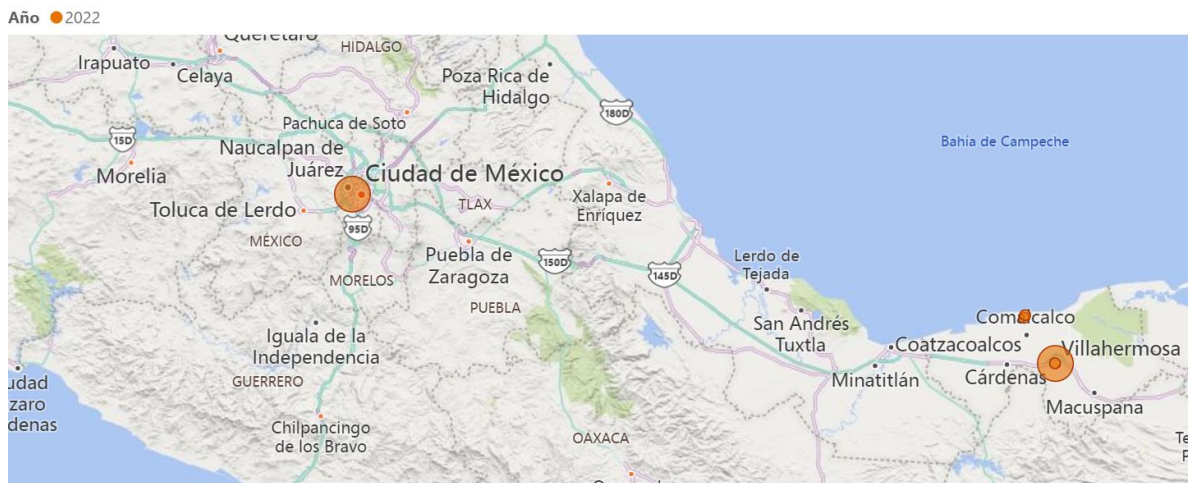 Año 2022
Querétaro
HIDALGO
Irapuato
Celaya
Poza Rica de
Hidalgo
180D
15D
Pachuca de Soto
Naucalpan de
Juárez
Bahía de Campeche
Morelia
Ciudad de México
Xalapa de
Enríquez
Toluca de Lerdo
TLAX
95D
MÉXICO
Puebla de
Zaragoza
150D
145D
Lerdo de
Tejada
MORELOS
PUEBLA
San Andrés
Tuxtla
Comalcalco
Iguala de la
Independencia
Coatzacoalcos
Villahermosa
GUERRERO
Minatitlán
Cárdenas
udad
zaro
denas
Macuspana
Chilpancingo
de los Bravo
OAXACA